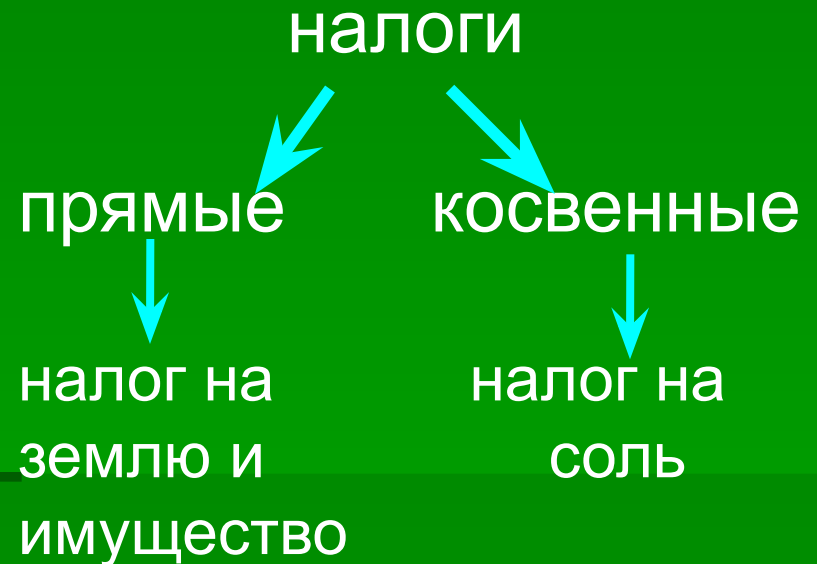 налоги
прямые
косвенные
налог на
землю и
имущество
налог на
соль